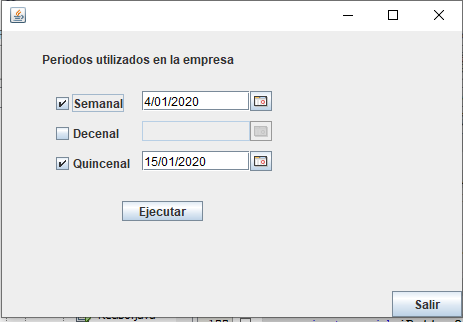 Periodos utilizados en la empresa
Semanal 4/01/2020
Decenal
Quincenal 15/01/2020
Ejecutar
Salir